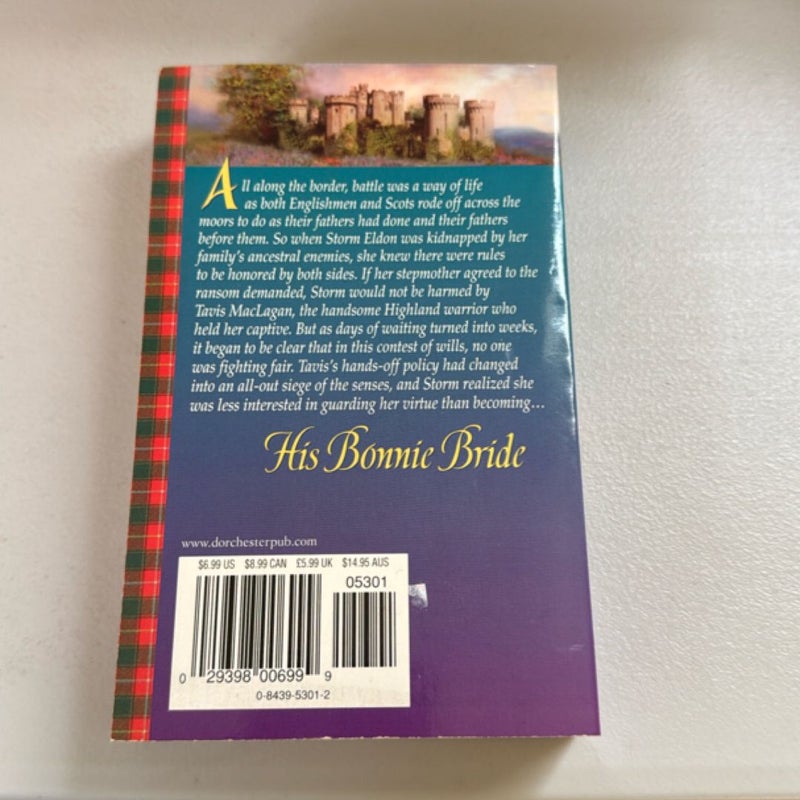 All along the border, battle was a way of life
as both Englishmen and Scots rode off across the
moors to do as their fathers had done and their fathers
before them. So when Storm Eldon was kidnapped by her
family's ancestral enemies, she knew there were rules
to be honored by both sides. If her stepmother agreed to the
ransom demanded, Storm would not be harmed by
Tavis MacLagan, the handsome Highland warrior who
held her captive. But as days of waiting turned into weeks,
it began to be clear that in this contest of wills, no one
was fighting fair. Tavis's hands-off policy had changed
into an all-out siege of the senses, and Storm realized she
was less interested in guarding her virtue than becoming…
His Bonnie Bride
www.dorchesterpub.com
$6.99 US $8.99 CAN £5.99 UK $14.95 AUS
05301
0 29398 00699 9
0-8439-5301-2